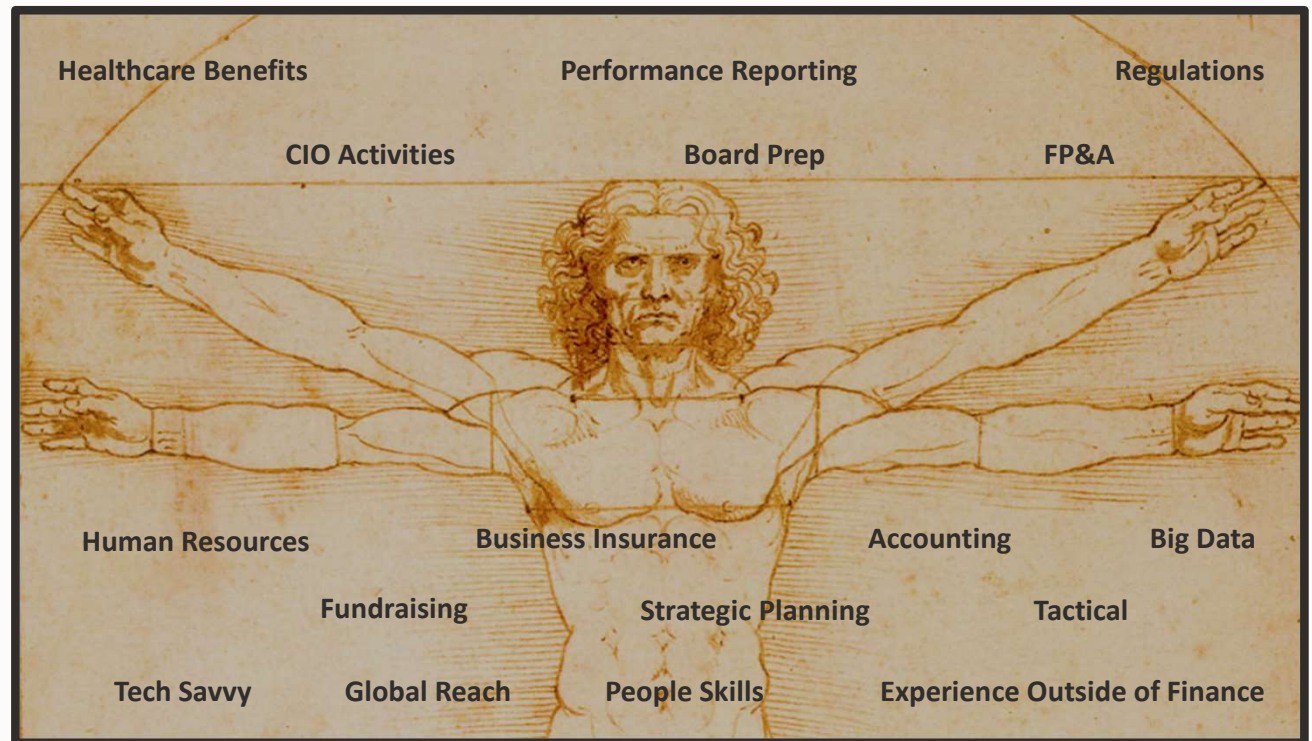 Healthcare Benefits Performance Reporting Regulations
CIO Activities Board Prep FP&A
Human Resources Business Insurance Accounting Big Data
Fundraising Strategic Planning Tactical
Tech Savvy Global Reach People Skills Experience Outside of Finance